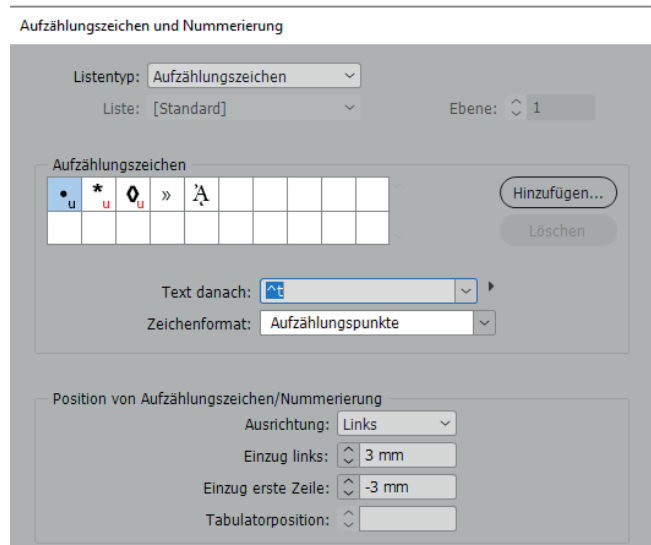 Aufzählungszeichen und Nummerierung
Listentyp: Aufzählungszeichen
Liste: [Standard] Ebene: 1
Aufzählungszeichen
•u *u ◊u » ᾌ
Hinzufügen...
Löschen
Text danach: ^t
Zeichenformat: Aufzählungspunkte
Position von Aufzählungszeichen/Nummerierung
Ausrichtung: Links
Einzug links: 3 mm
Einzug erste Zeile: -3 mm
Tabulatorposition: